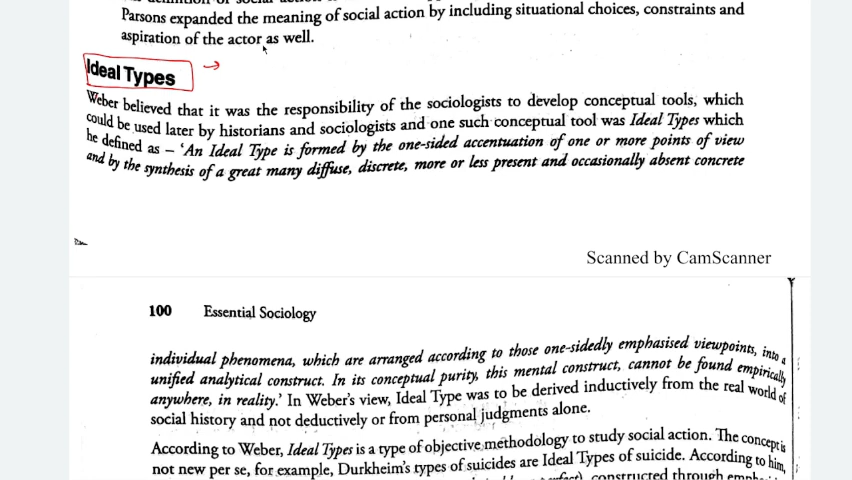 Parsons expanded the meaning of social action by including situational choices, constraints and
aspiration of the actor as well.
Ideal Types
Weber believed that it was the responsibility of the sociologists to develop conceptual tools, which
could be used later by historians and sociologists and one such conceptual tool was Ideal Types which
he defined as – 'An Ideal Type is formed by the one-sided accentuation of one or more points of view
and by the synthesis of a great many diffuse, discrete, more or less present and occasionally absent concrete
Scanned by CamScanner
100 Essential Sociology
individual phenomena, which are arranged according to those one-sidedly emphasised viewpoints, into a
unified analytical construct. In its conceptual purity, this mental construct, cannot be found empirically
anywhere, in reality.' In Weber's view, Ideal Type was to be derived inductively from the real world of
social history and not deductively or from personal judgments alone.
According to Weber, Ideal Types is a type of objective methodology to study social action. The concept is
not new per se, for example, Durkheim's types of suicides are Ideal Types of suicide. According to him,
constructed through